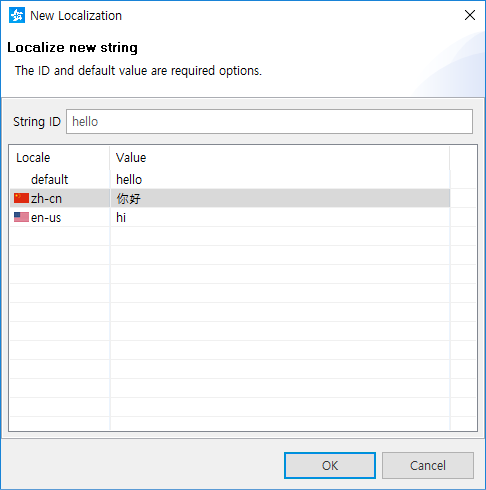 New Localization
Localize new string
The ID and default value are required options.
String ID hello
Locale Value
default hello
zh-cn 你好
en-us hi
OK Cancel